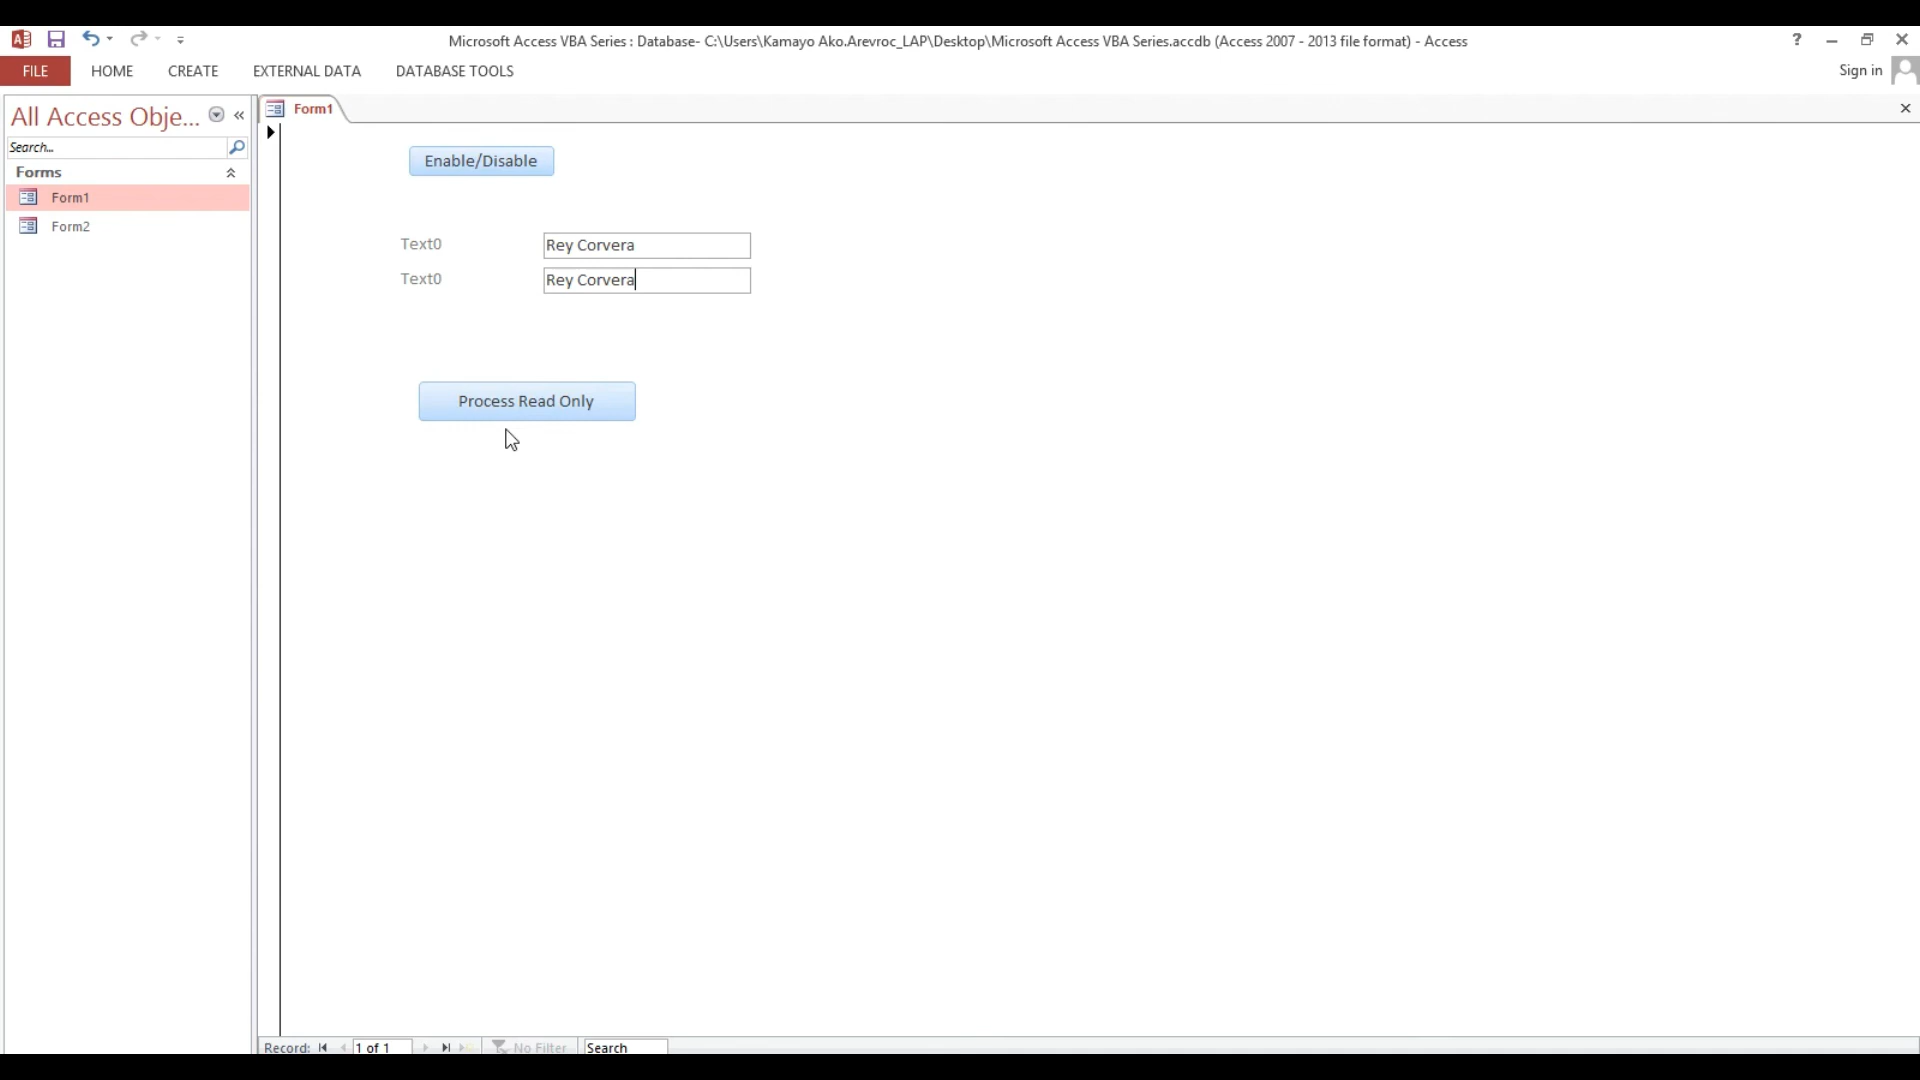 Microsoft Access VBA Series : Database- C:\Users\Kamayo Ako.Arevroc_LAP\Desktop\Microsoft Access VBA Series.accdb (Access 2007 - 2013 file format) - Access
?
FILE HOME CREATE EXTERNAL DATA DATABASE TOOLS Sign in
All Access Obje...
Search...
Forms
Form1
Form2
Form1
Enable/Disable
Text0 Rey Corvera
Text0 Rey Corvera
Process Read Only
Record: 1 of 1 No Filter Search